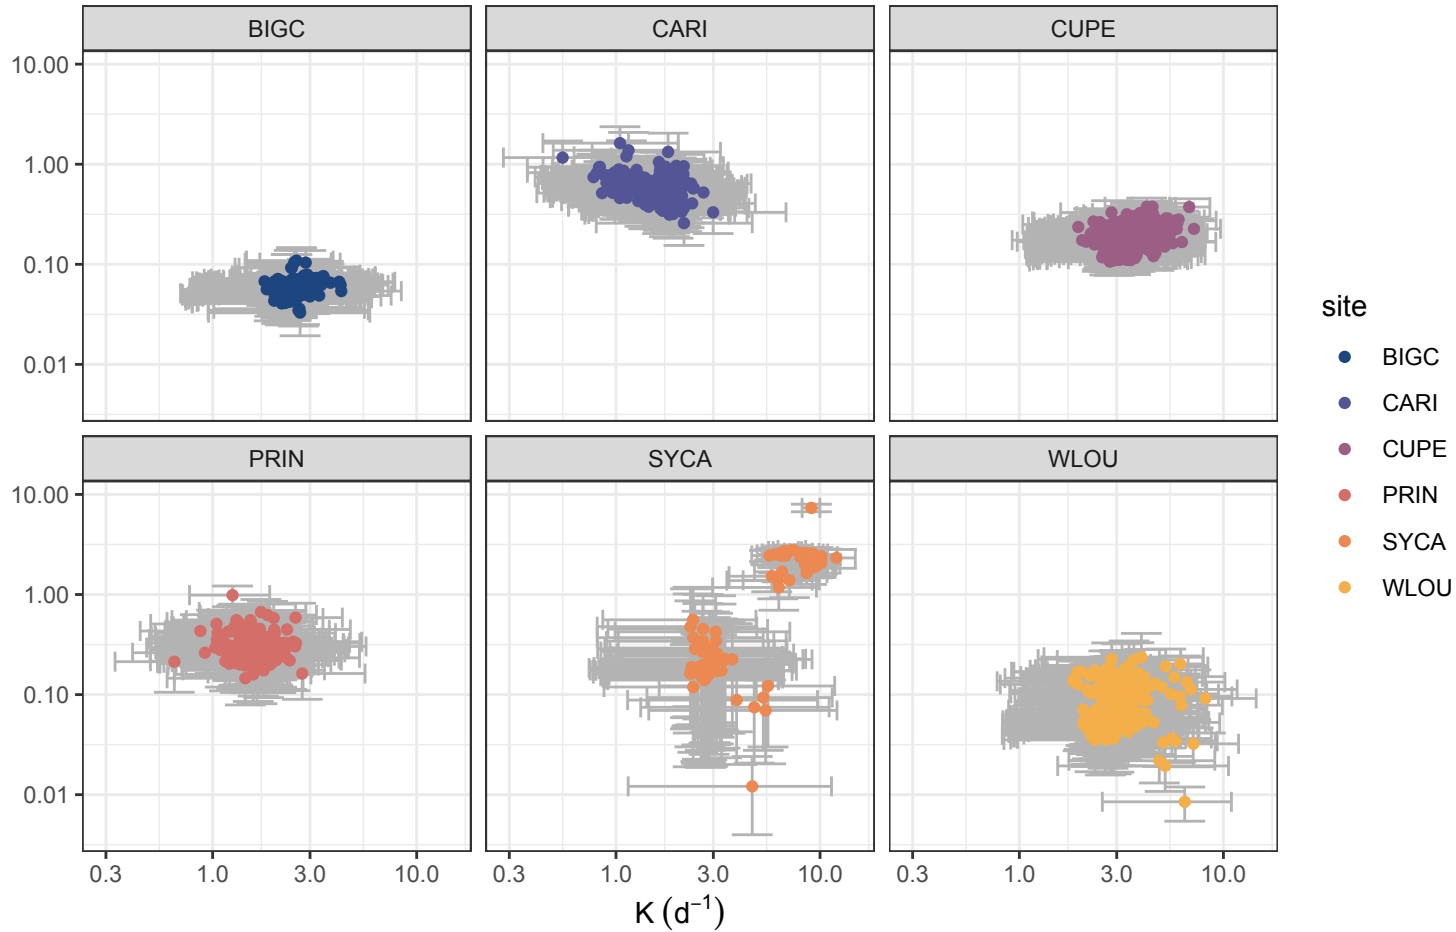 BIGC CARI CUPE
10.00
1.00
0.10
0.01
PRIN SYCA WLOU
10.00
1.00
0.10
0.01
0.3 1.0 3.0 10.0 0.3 1.0 3.0 10.0 0.3 1.0 3.0 10.0
K (d⁻¹)
site
BIGC
CARI
CUPE
PRIN
SYCA
WLOU